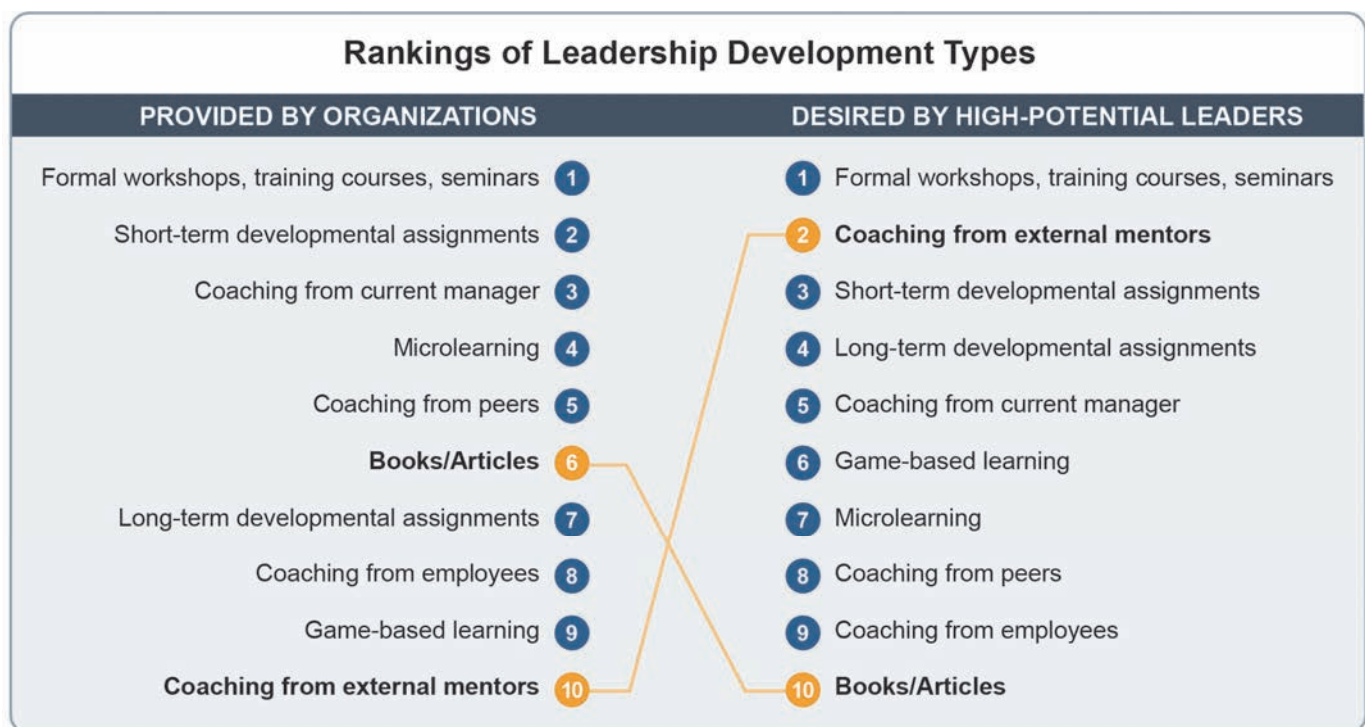 Rankings of Leadership Development Types
PROVIDED BY ORGANIZATIONS
DESIRED BY HIGH-POTENTIAL LEADERS
Formal workshops, training courses, seminars 1
Short-term developmental assignments 2
Coaching from current manager 3
Microlearning 4
Coaching from peers 5
Books/Articles 6
Long-term developmental assignments 7
Coaching from employees 8
Game-based learning 9
Coaching from external mentors 10
1 Formal workshops, training courses, seminars
2 Coaching from external mentors
3 Short-term developmental assignments
4 Long-term developmental assignments
5 Coaching from current manager
6 Game-based learning
7 Microlearning
8 Coaching from peers
9 Coaching from employees
10 Books/Articles